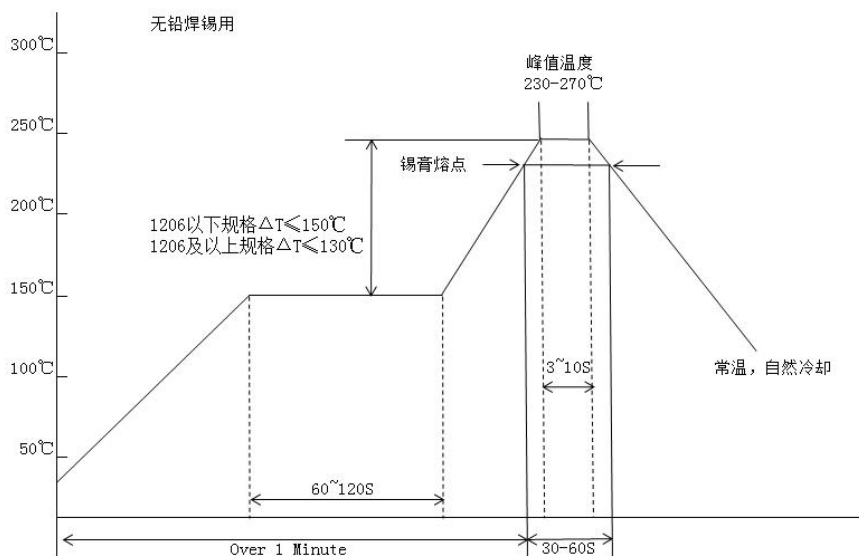 无铅焊锡用
300℃
峰值温度
230-270℃
250℃
锡膏熔点
200℃
1206以下规格△T≤150℃
1206及以上规格△T≤130℃
150℃
100℃
3~10S
常温，自然冷却
50℃
60~120S
Over 1 Minute
30-60S